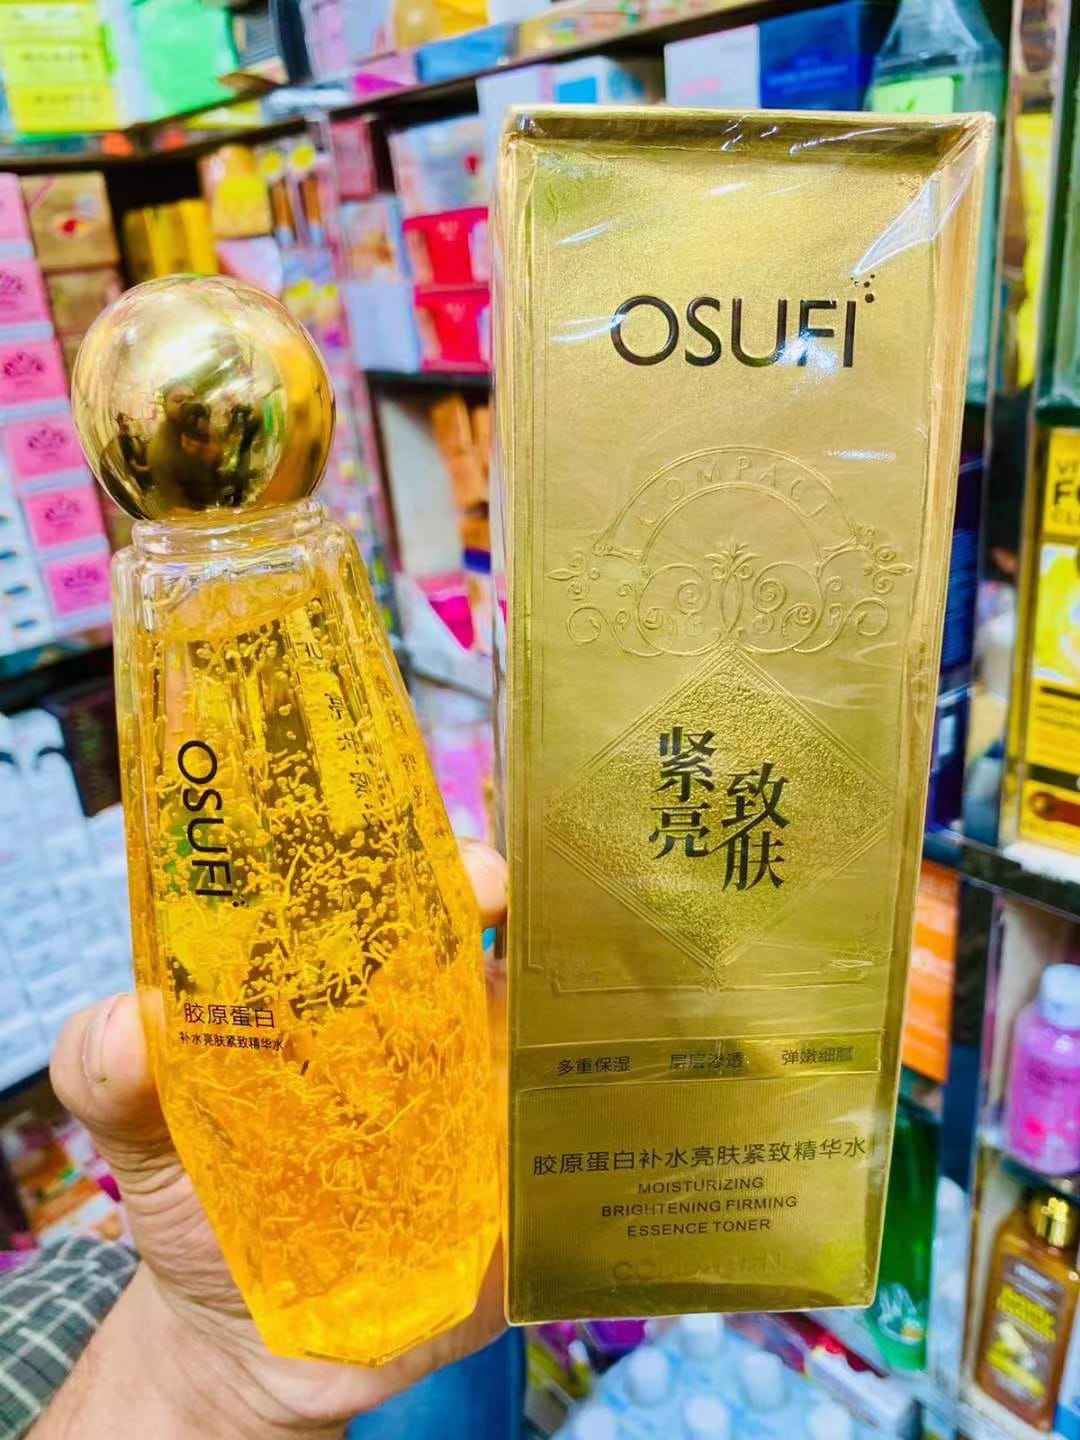 OSUFI
COMPACT
紧致
亮肤
多重保湿 层层渗透 弹嫩细腻
胶原蛋白补水亮肤紧致精华水
MOISTURIZING
BRIGHTENING FIRMING
ESSENCE TONER
OSUFI
胶原蛋白
补水亮肤紧致精华水